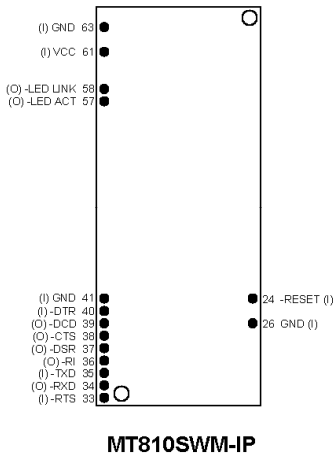 (I) GND 63
(I) VCC 61
(O) -LED LINK 58
(O) -LED ACT 57
(I) GND 41
(I) -DTR 40
(O) -DCD 39
(O) -CTS 38
(O) -DSR 37
(O) -RI 36
(I) -TXD 35
(O) -RXD 34
(I) -RTS 33
24 -RESET (I)
26 GND (I)
MT810SWM-IP